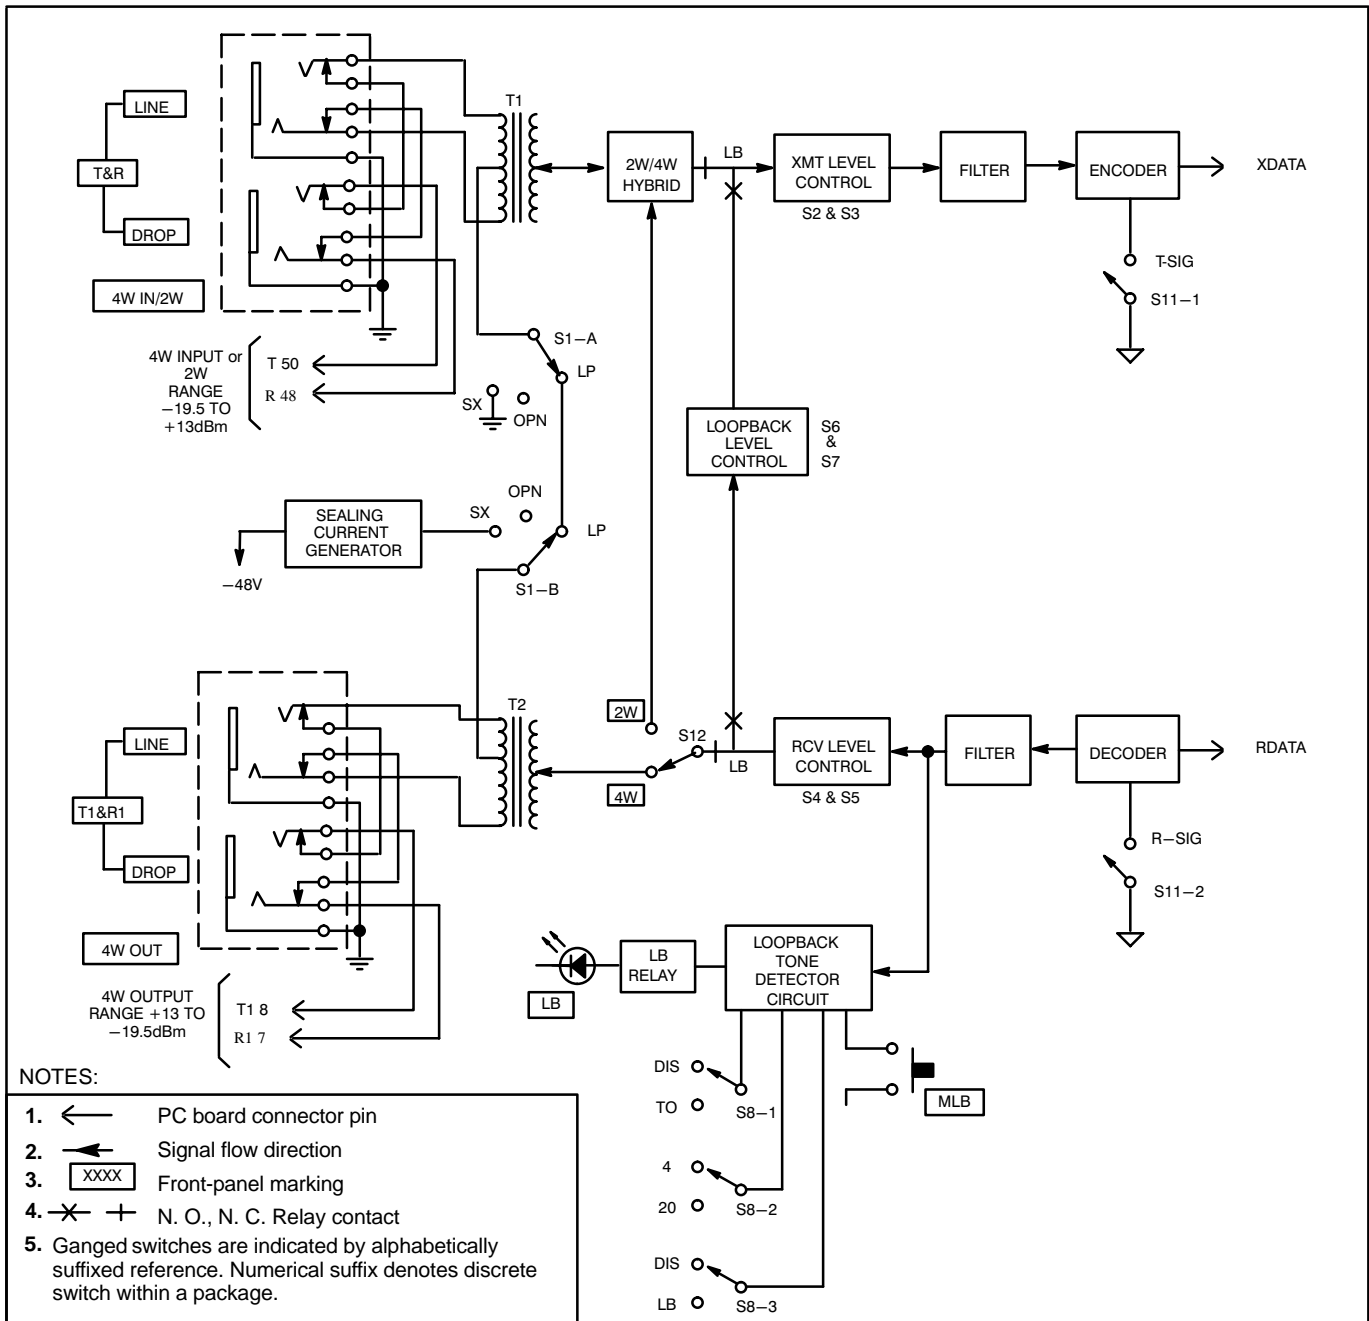 LINE
T&R
DROP
4W IN/2W
4W INPUT or
2W
RANGE
−19.5 TO
+13dBm
T 50
R 48
T1
2W/4W
HYBRID
LB
XMT LEVEL
CONTROL
S2 & S3
FILTER
ENCODER
XDATA
T-SIG
S11−1
S1−A
LP
SX
OPN
LOOPBACK
LEVEL
CONTROL
S6
&
S7
SEALING
CURRENT
GENERATOR
−48V
SX
OPN
LP
S1−B
LINE
T1&R1
DROP
4W OUT
4W OUTPUT
RANGE +13 TO
−19.5dBm
T1 8
R1 7
T2
2W
4W
S12
LB
RCV LEVEL
CONTROL
S4 & S5
FILTER
DECODER
RDATA
R−SIG
S11−2
LB
LB
RELAY
LOOPBACK
TONE
DETECTOR
CIRCUIT
DIS
TO
S8−1
MLB
4
20
S8−2
DIS
LB
S8−3
NOTES:
1. PC board connector pin
2. Signal flow direction
3. XXXX Front-panel marking
4. N. O., N. C. Relay contact
5. Ganged switches are indicated by alphabetically
suffixed reference. Numerical suffix denotes discrete
switch within a package.